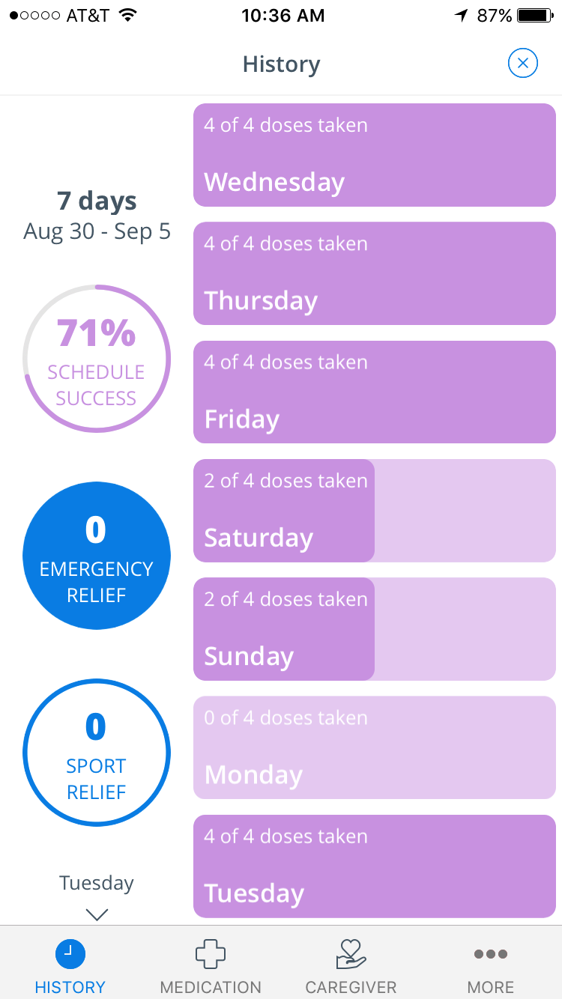 AT&T 10:36 AM 87%
History
7 days
Aug 30 - Sep 5
71%
SCHEDULE
SUCCESS
0
EMERGENCY
RELIEF
0
SPORT
RELIEF
Tuesday
4 of 4 doses taken
Wednesday
4 of 4 doses taken
Thursday
4 of 4 doses taken
Friday
2 of 4 doses taken
Saturday
2 of 4 doses taken
Sunday
0 of 4 doses taken
Monday
4 of 4 doses taken
Tuesday
HISTORY MEDICATION CAREGIVER MORE